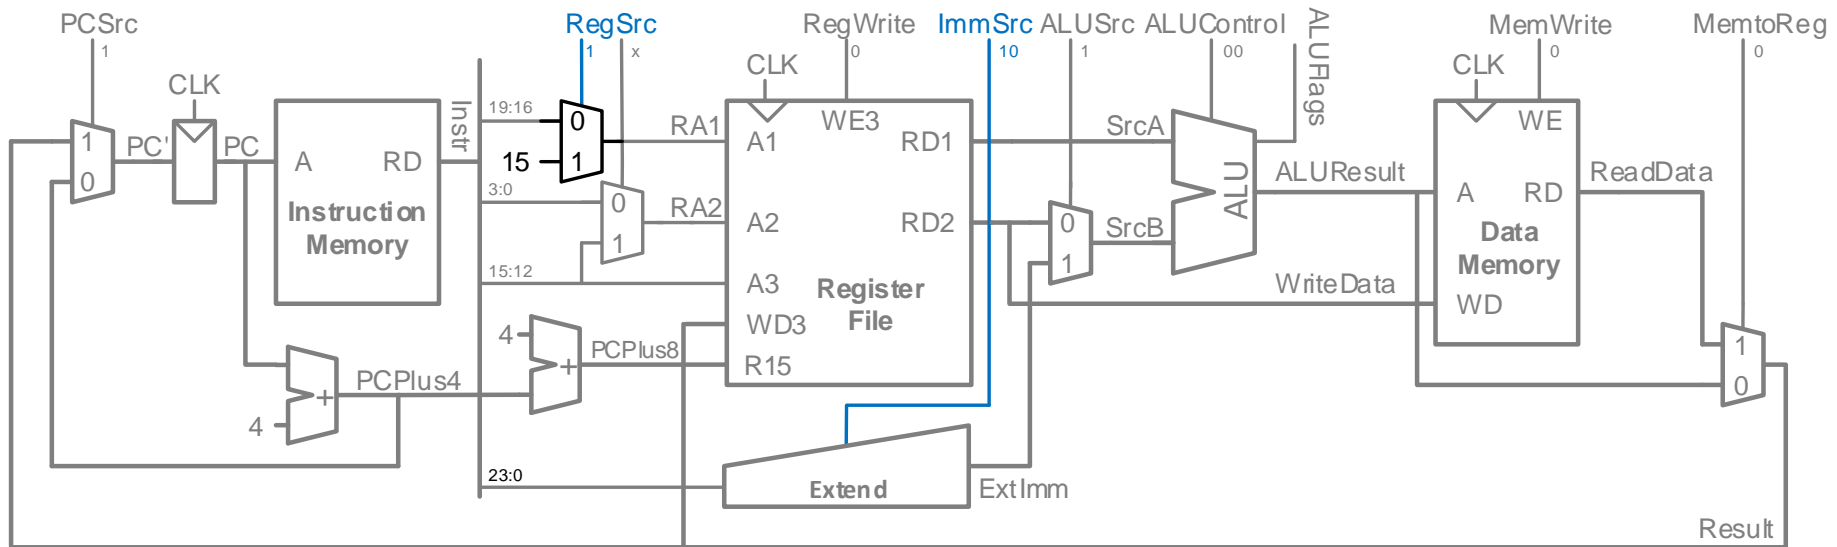 PCSrc
1
RegSrc
1 x
RegWrite
0
ImmSrc
10
ALUSrc
1
ALUControl
00
ALUFlags
MemWrite
0
MemtoReg
0
CLK
CLK
CLK
1
0
PC'
PC
A
RD
Instruction
Memory
Instr
19:16
0
15
1
RA1
3:0
0
1
RA2
15:12
A1
A2
A3
WD3
R15
WE3
RD1
RD2
Register
File
4
+
PCPlus8
PCPlus4
4
+
23:0
Extend
ExtImm
SrcA
0
1
SrcB
ALU
ALUResult
WriteData
A
RD
WE
Data
Memory
WD
ReadData
1
0
Result